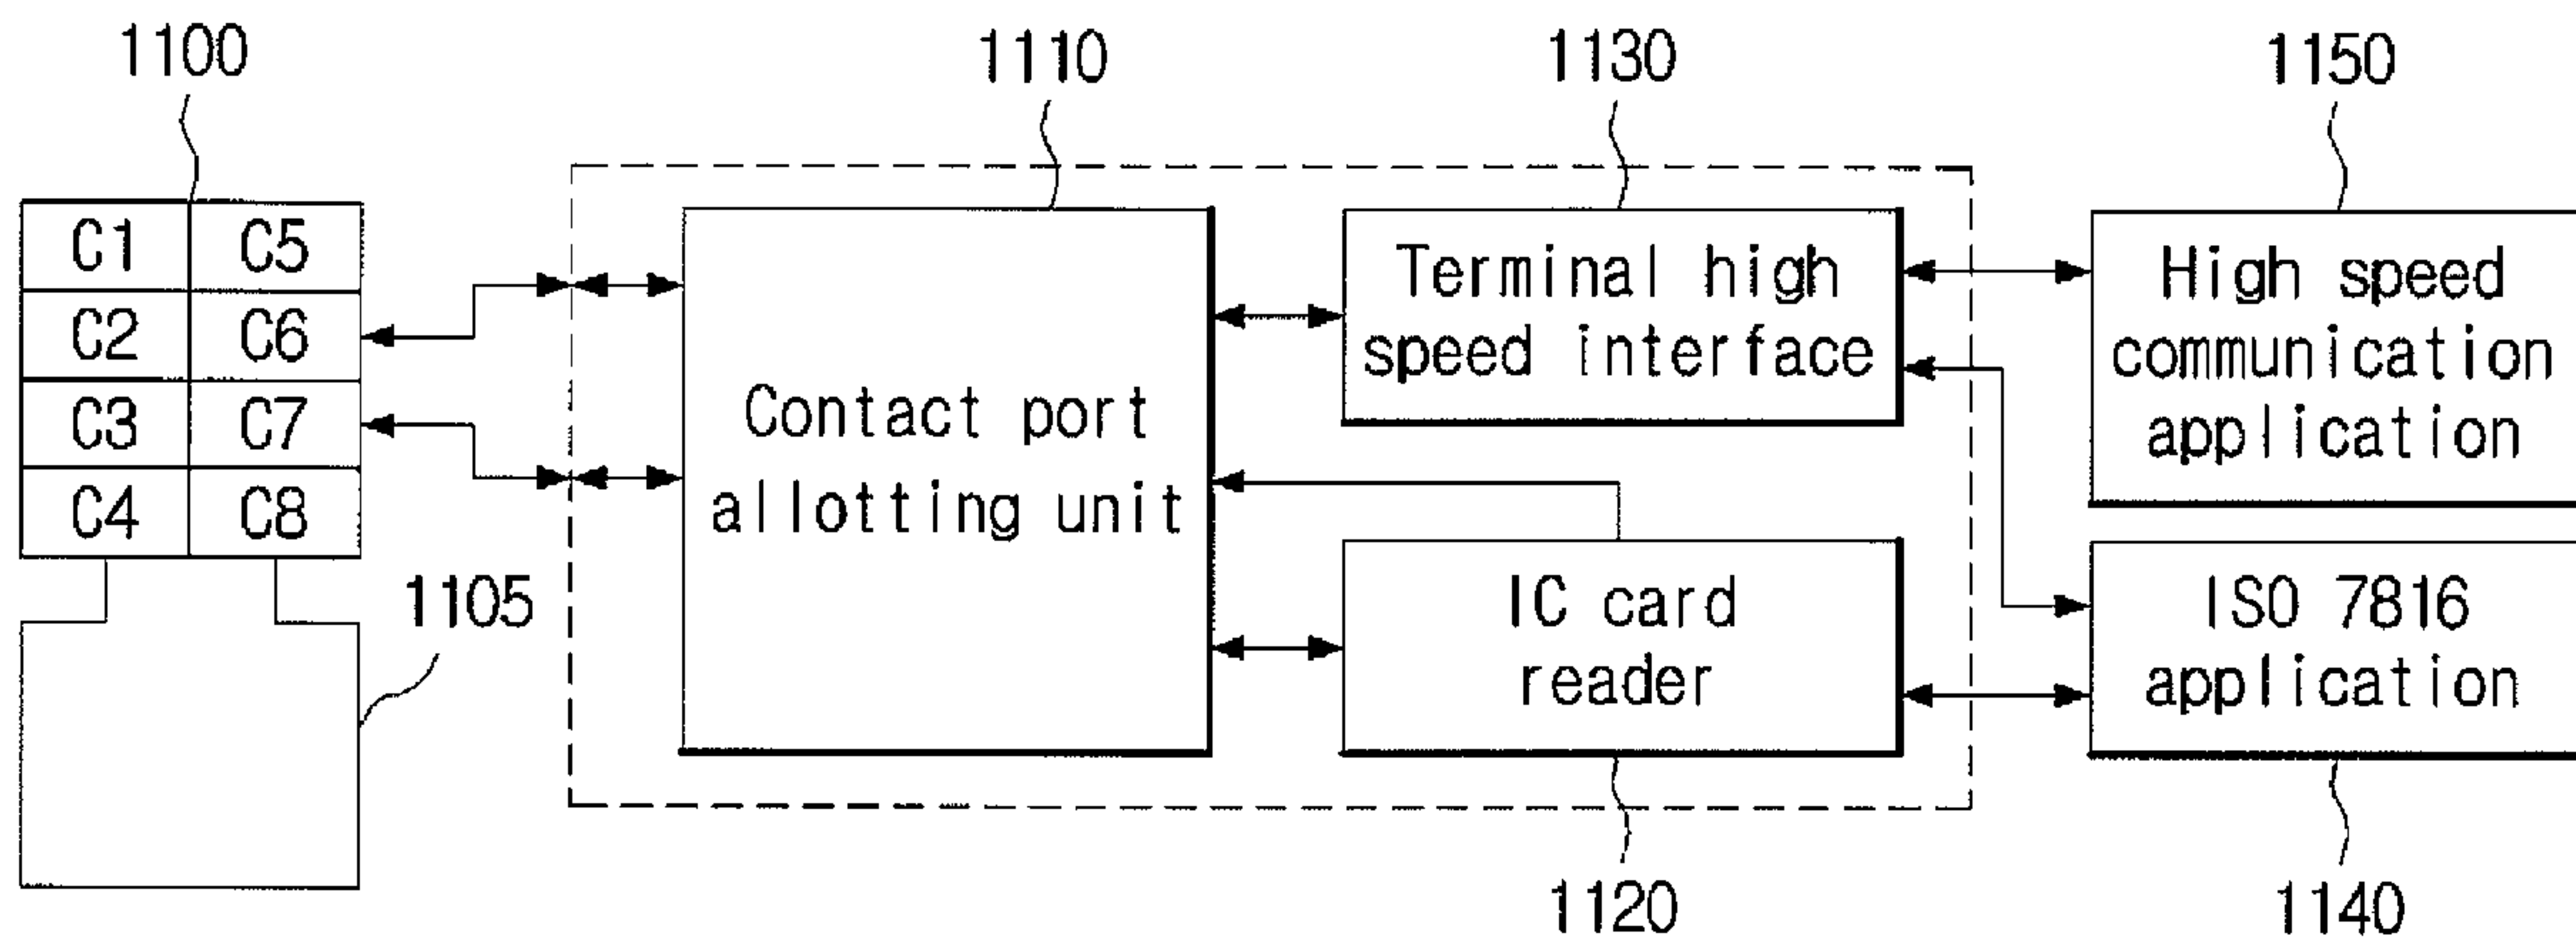 1100
1110
1130
1150
C1 C5
C2 C6
C3 C7
C4 C8
1105
Contact port
allotting unit
Terminal high
speed interface
High speed
communication
application
IC card
reader
ISO 7816
application
1120
1140